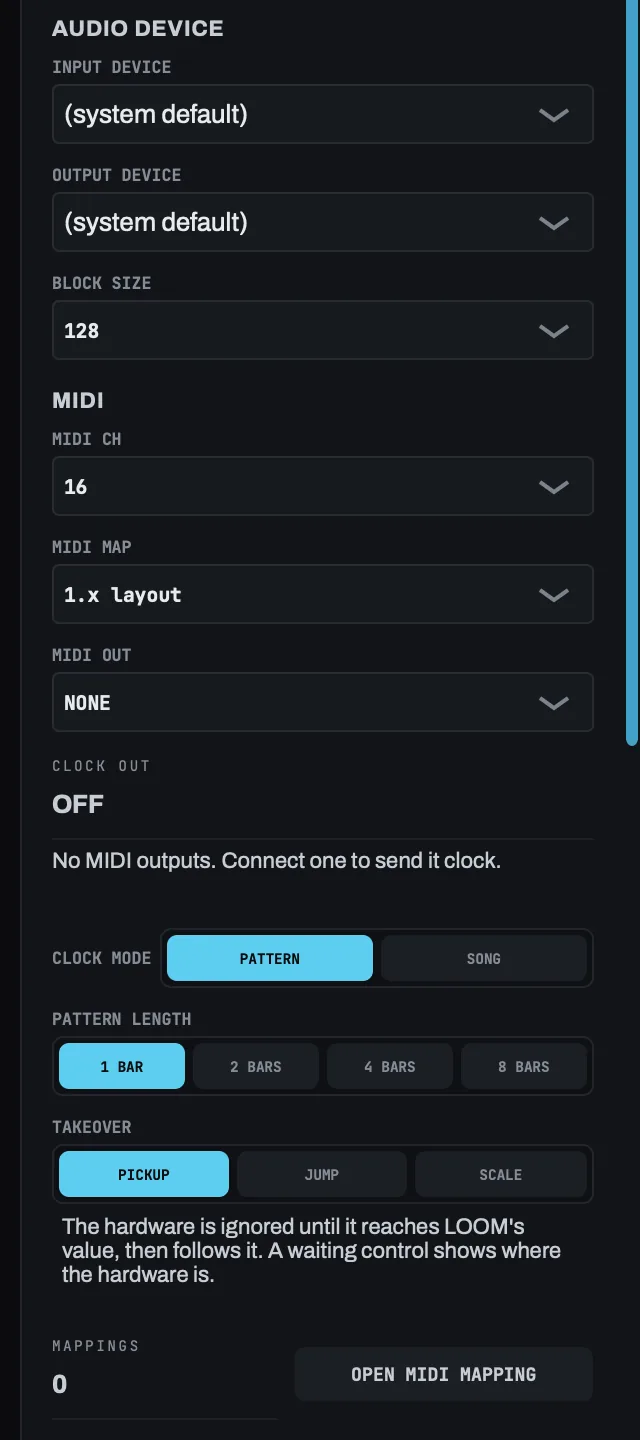 AUDIO DEVICE
INPUT DEVICE
(system default)
OUTPUT DEVICE
(system default)
BLOCK SIZE
128
MIDI
MIDI CH
16
MIDI MAP
1.x layout
MIDI OUT
NONE
CLOCK OUT
OFF
No MIDI outputs. Connect one to send it clock.
CLOCK MODE PATTERN SONG
PATTERN LENGTH
1 BAR 2 BARS 4 BARS 8 BARS
TAKEOVER
PICKUP JUMP SCALE
The hardware is ignored until it reaches LOOM's
value, then follows it. A waiting control shows where
the hardware is.
MAPPINGS
0
OPEN MIDI MAPPING